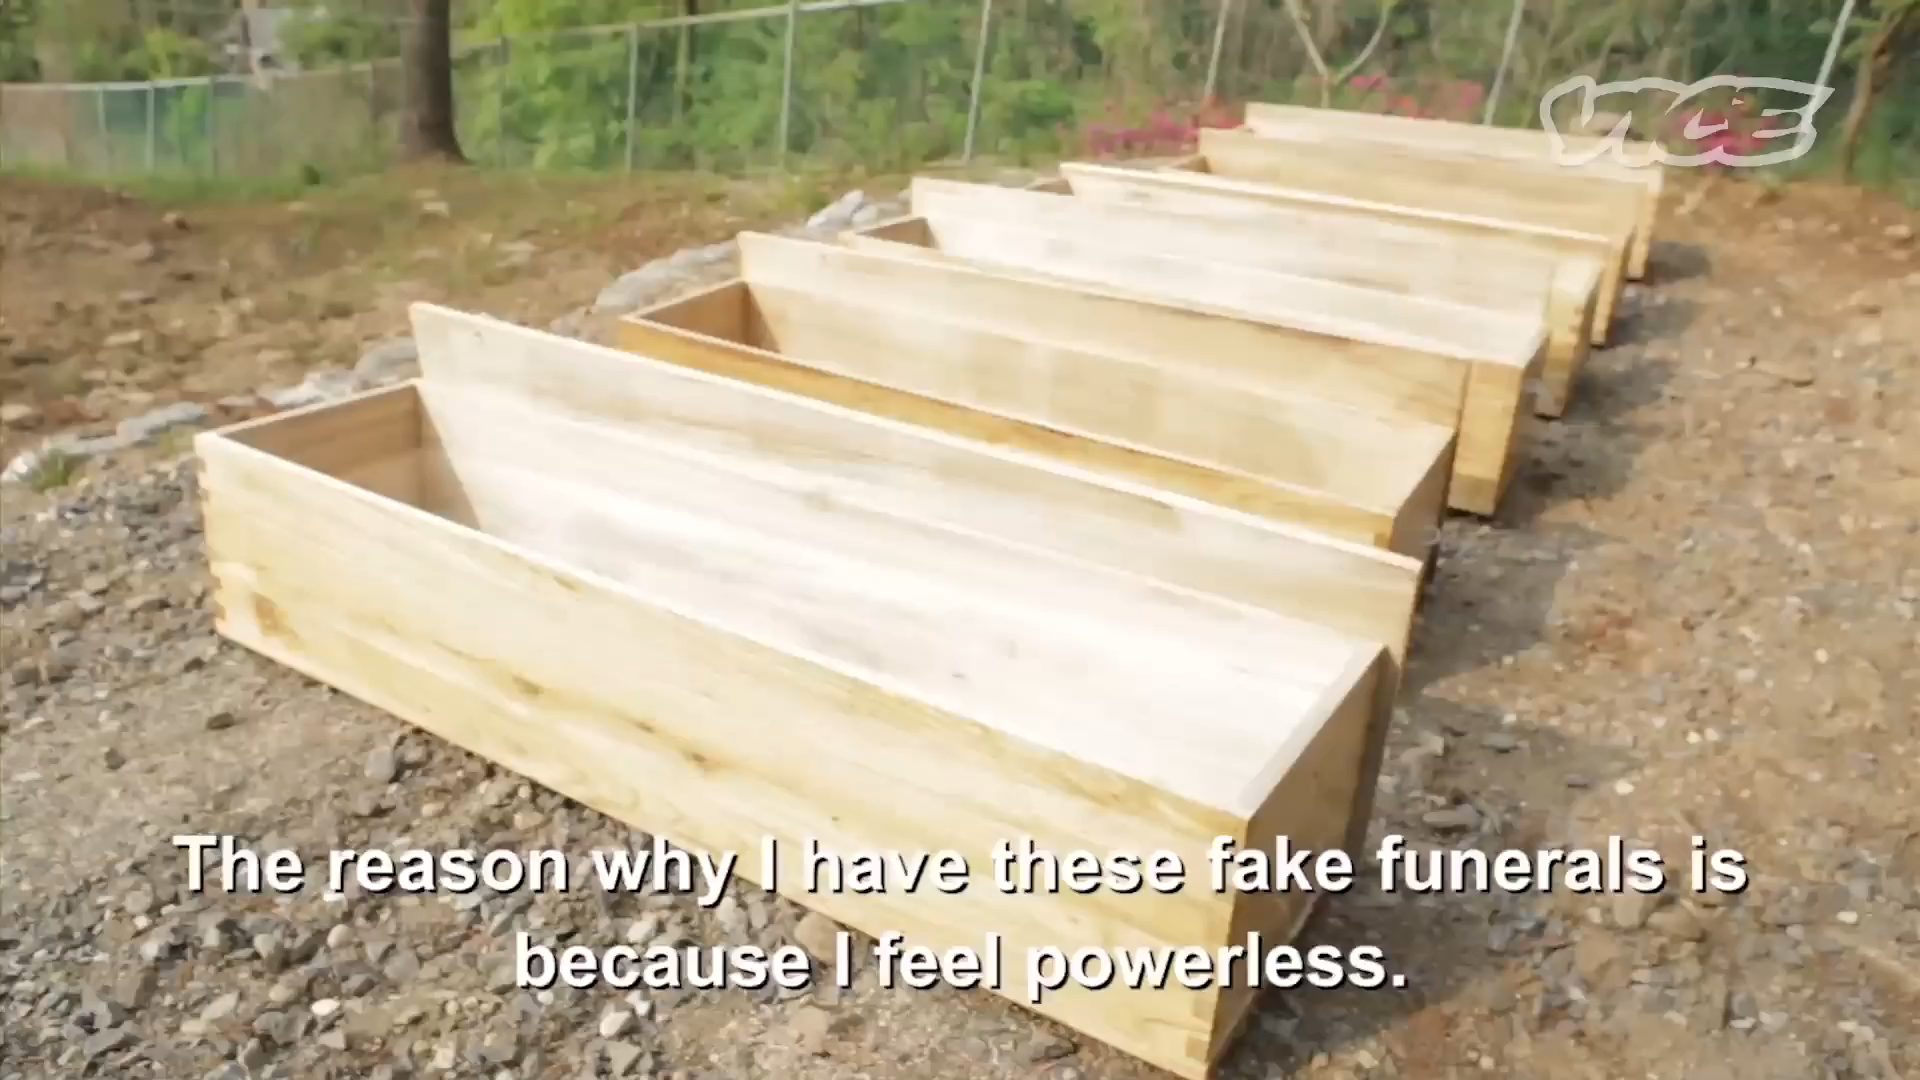 VICE
The reason why I have these fake funerals is
because I feel powerless.